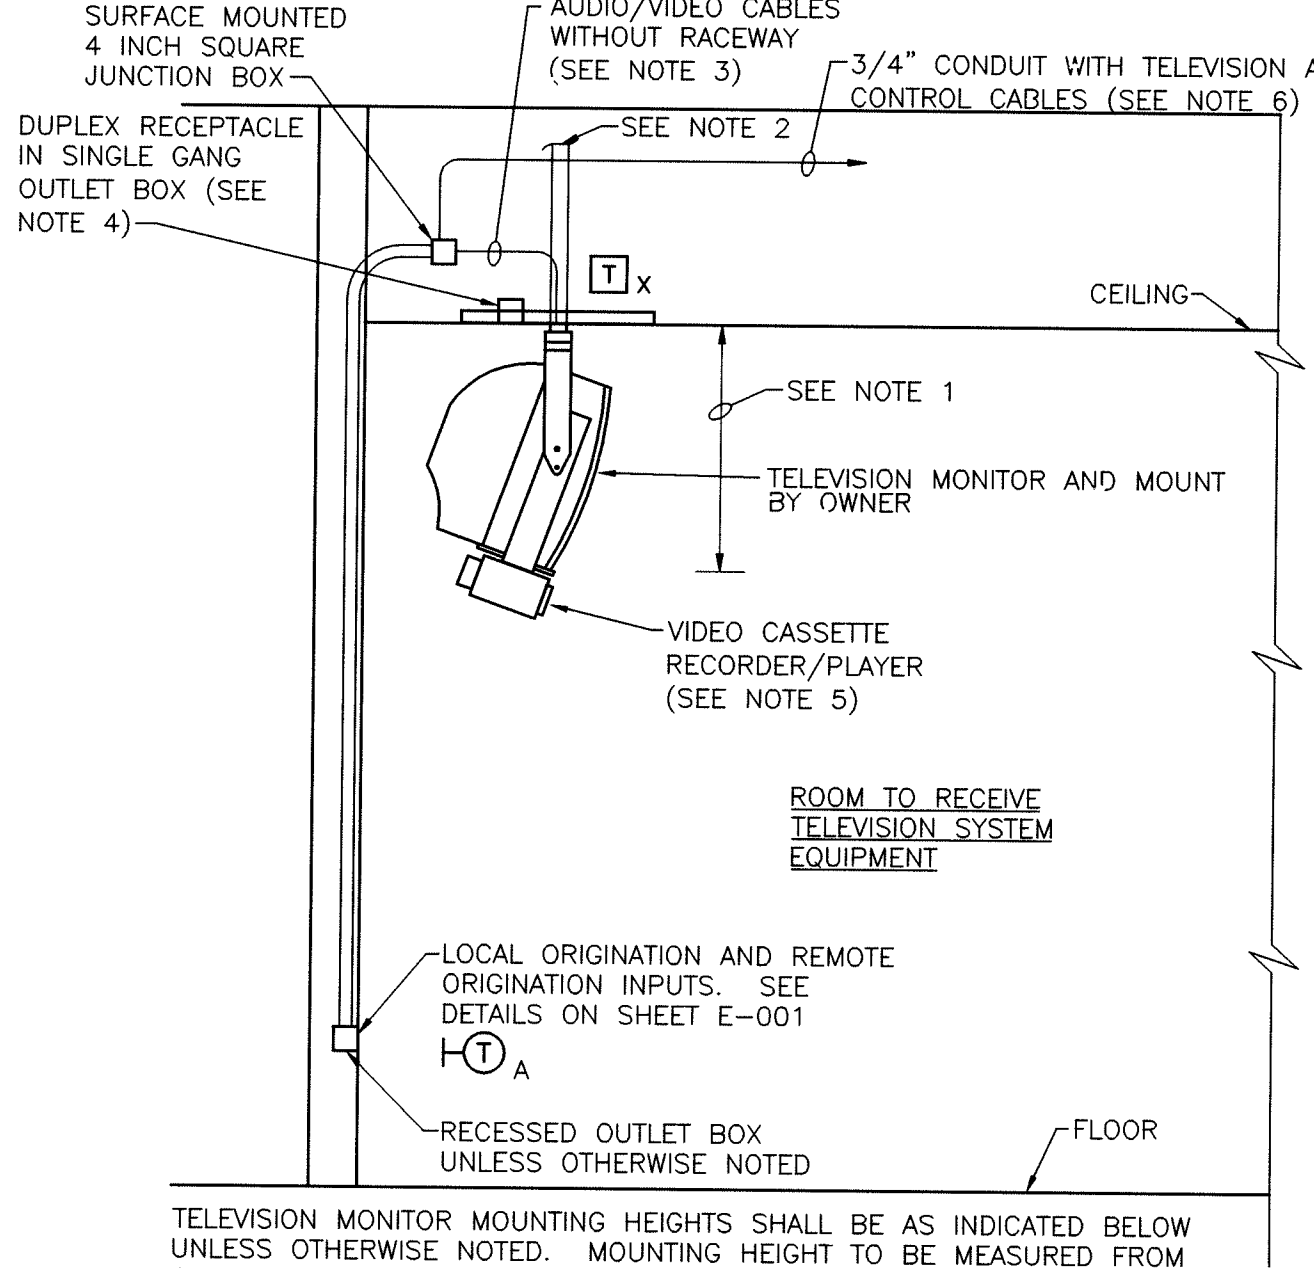 SURFACE MOUNTED
4 INCH SQUARE
JUNCTION BOX
AUDIO/VIDEO CABLES
WITHOUT RACEWAY
(SEE NOTE 3)
3/4" CONDUIT WITH TELEVISION
CONTROL CABLES (SEE NOTE 6)
DUPLEX RECEPTACLE
IN SINGLE GANG
OUTLET BOX (SEE
NOTE 4)
SEE NOTE 2
T X
CEILING
SEE NOTE 1
TELEVISION MONITOR AND MOUNT
BY OWNER
VIDEO CASSETTE
RECORDER/PLAYER
(SEE NOTE 5)
ROOM TO RECEIVE
TELEVISION SYSTEM
EQUIPMENT
LOCAL ORIGINATION AND REMOTE
ORIGINATION INPUTS. SEE
DETAILS ON SHEET E-001
T A
RECESSED OUTLET BOX
UNLESS OTHERWISE NOTED
FLOOR
TELEVISION MONITOR MOUNTING HEIGHTS SHALL BE AS INDICATED BELOW
UNLESS OTHERWISE NOTED. MOUNTING HEIGHT TO BE MEASURED FROM